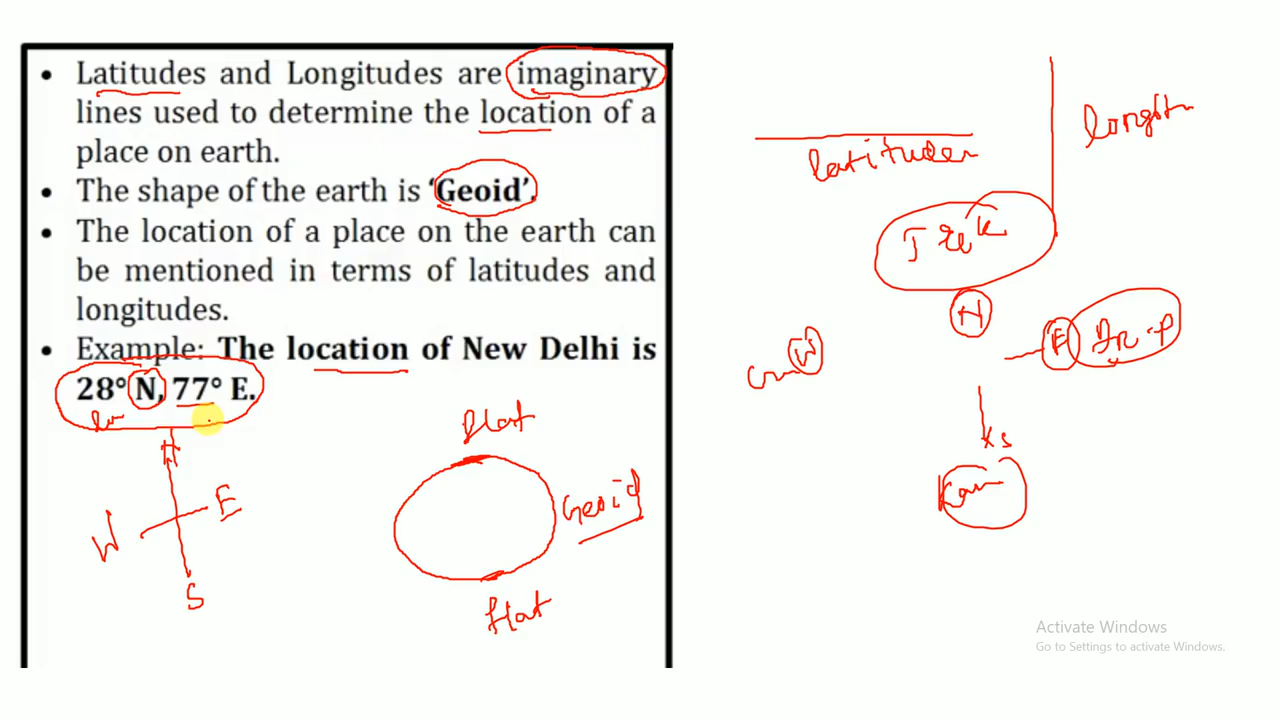 • Latitudes and Longitudes are imaginary
lines used to determine the location of a
place on earth.
• The shape of the earth is ‘Geoid’.
• The location of a place on the earth can
be mentioned in terms of latitudes and
longitudes.
• Example: The location of New Delhi is
28° N, 77° E.
flat
Geoid
flat
N
E
W
S
latitudes
J &K
N
W
Activate Windows
Go to Settings to activate Windows.